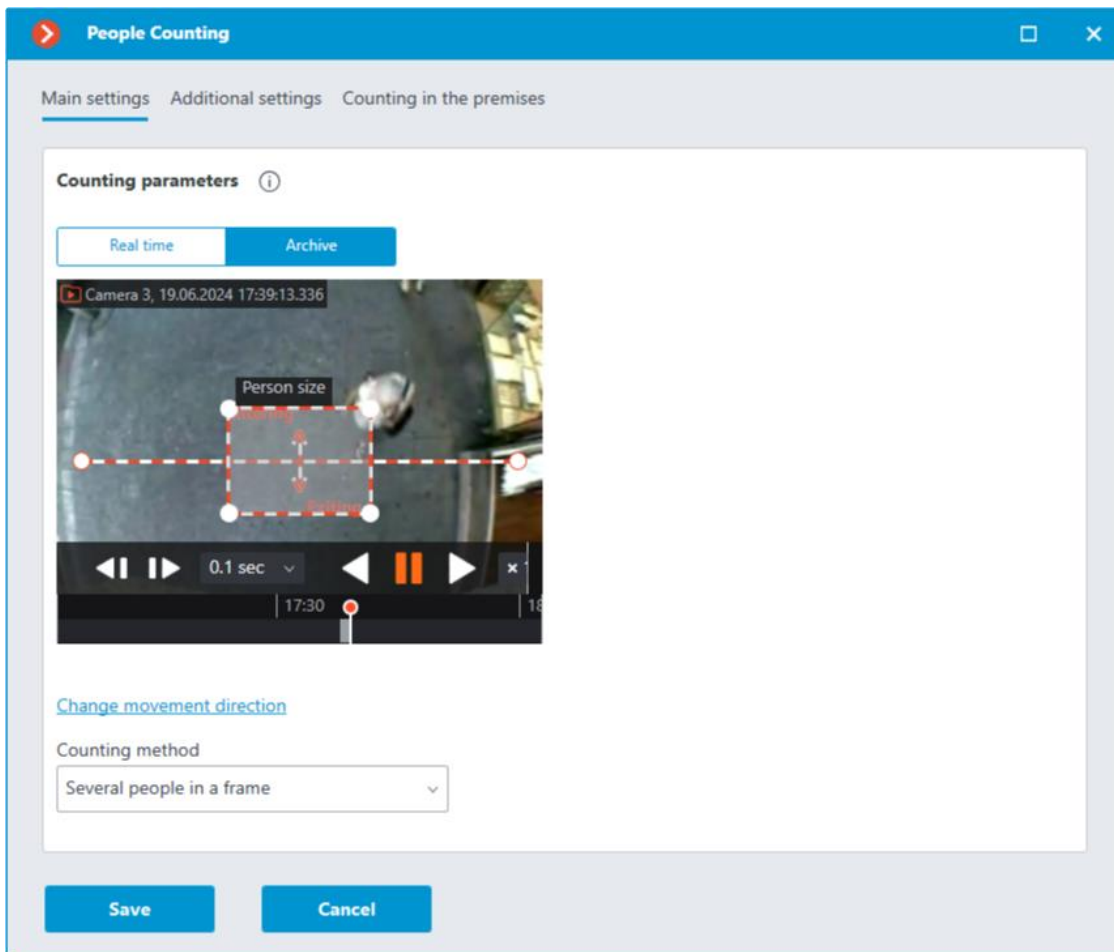 People Counting
Main settings Additional settings Counting in the premises
Counting parameters
Real time Archive
Camera 3, 19.06.2024 17:39:13.336
Person size
0.1 sec
17:30
Change movement direction
Counting method
Several people in a frame
Save Cancel